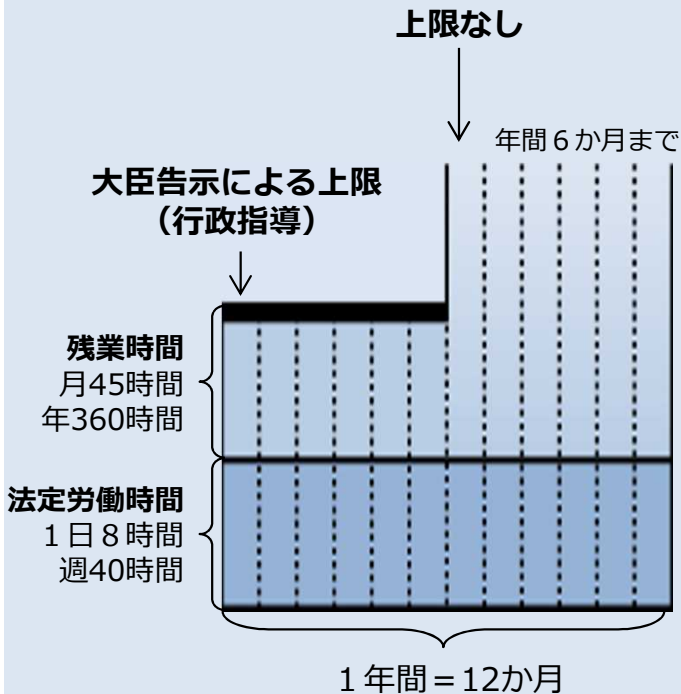 上限なし
年間６か月まで
大臣告示による上限
（行政指導）
残業時間
月45時間
年360時間
法定労働時間
１日８時間
週40時間
１年間＝12か月